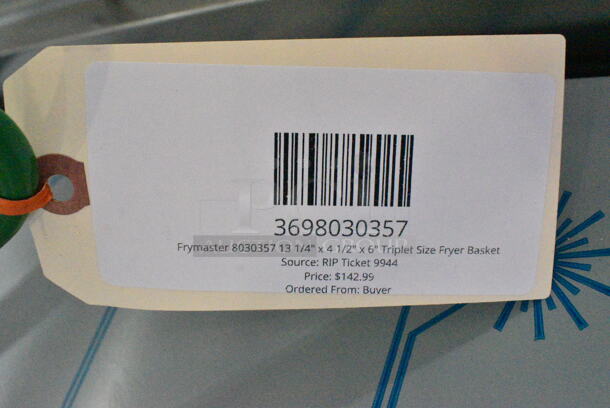 3698030357
Frymaster 8030357 13 1/4" x 4 1/2" x 6" Triplet Size Fryer Basket
Source: RIP Ticket 9944
Price: $142.99
Ordered From: Buyer